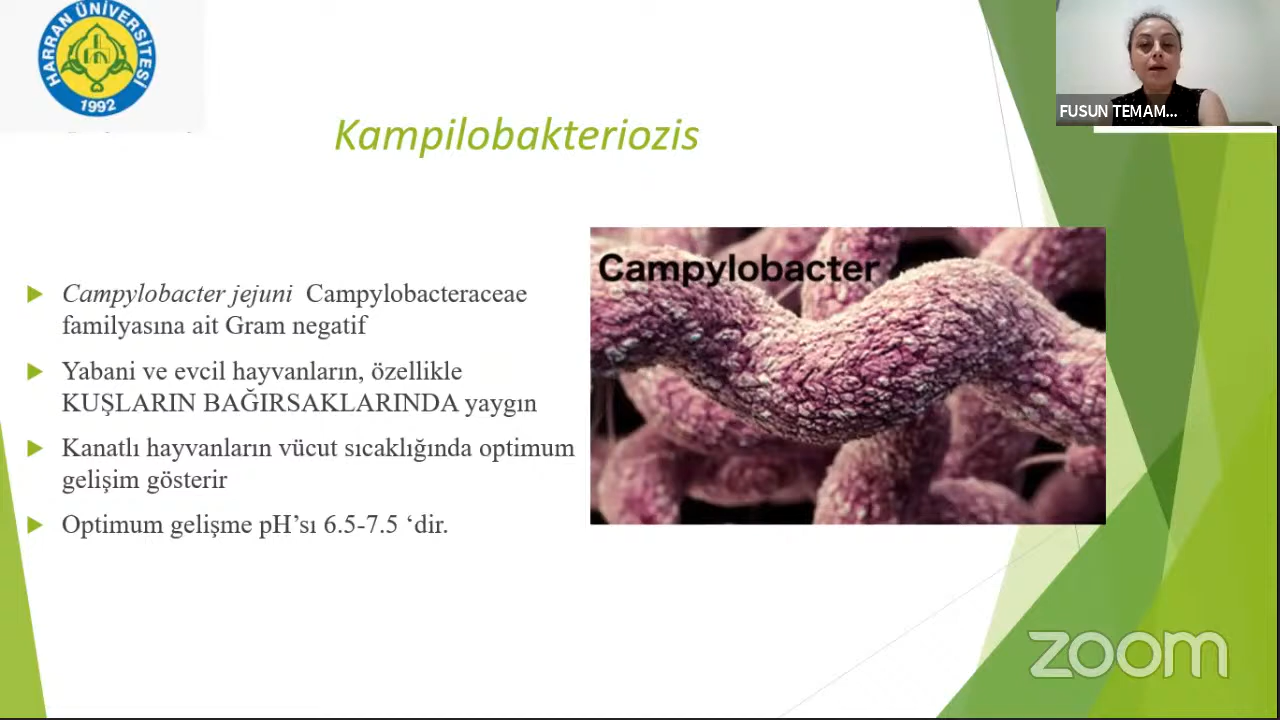 HARRAN ÜNİVERSİTESİ
1992
FUSUN TEMAM...
Kampilobakteriozis
Campylobacter jejuni Campylobacteraceae
familyasına ait Gram negatif
Yabani ve evcil hayvanların, özellikle
KUŞLARIN BAĞIRSAKLARINDA yaygın
Kanatlı hayvanların vücut sıcaklığında optimum
gelişim gösterir
Optimum gelişme pH’sı 6.5-7.5 ‘dir.
Campylobacter
zoom